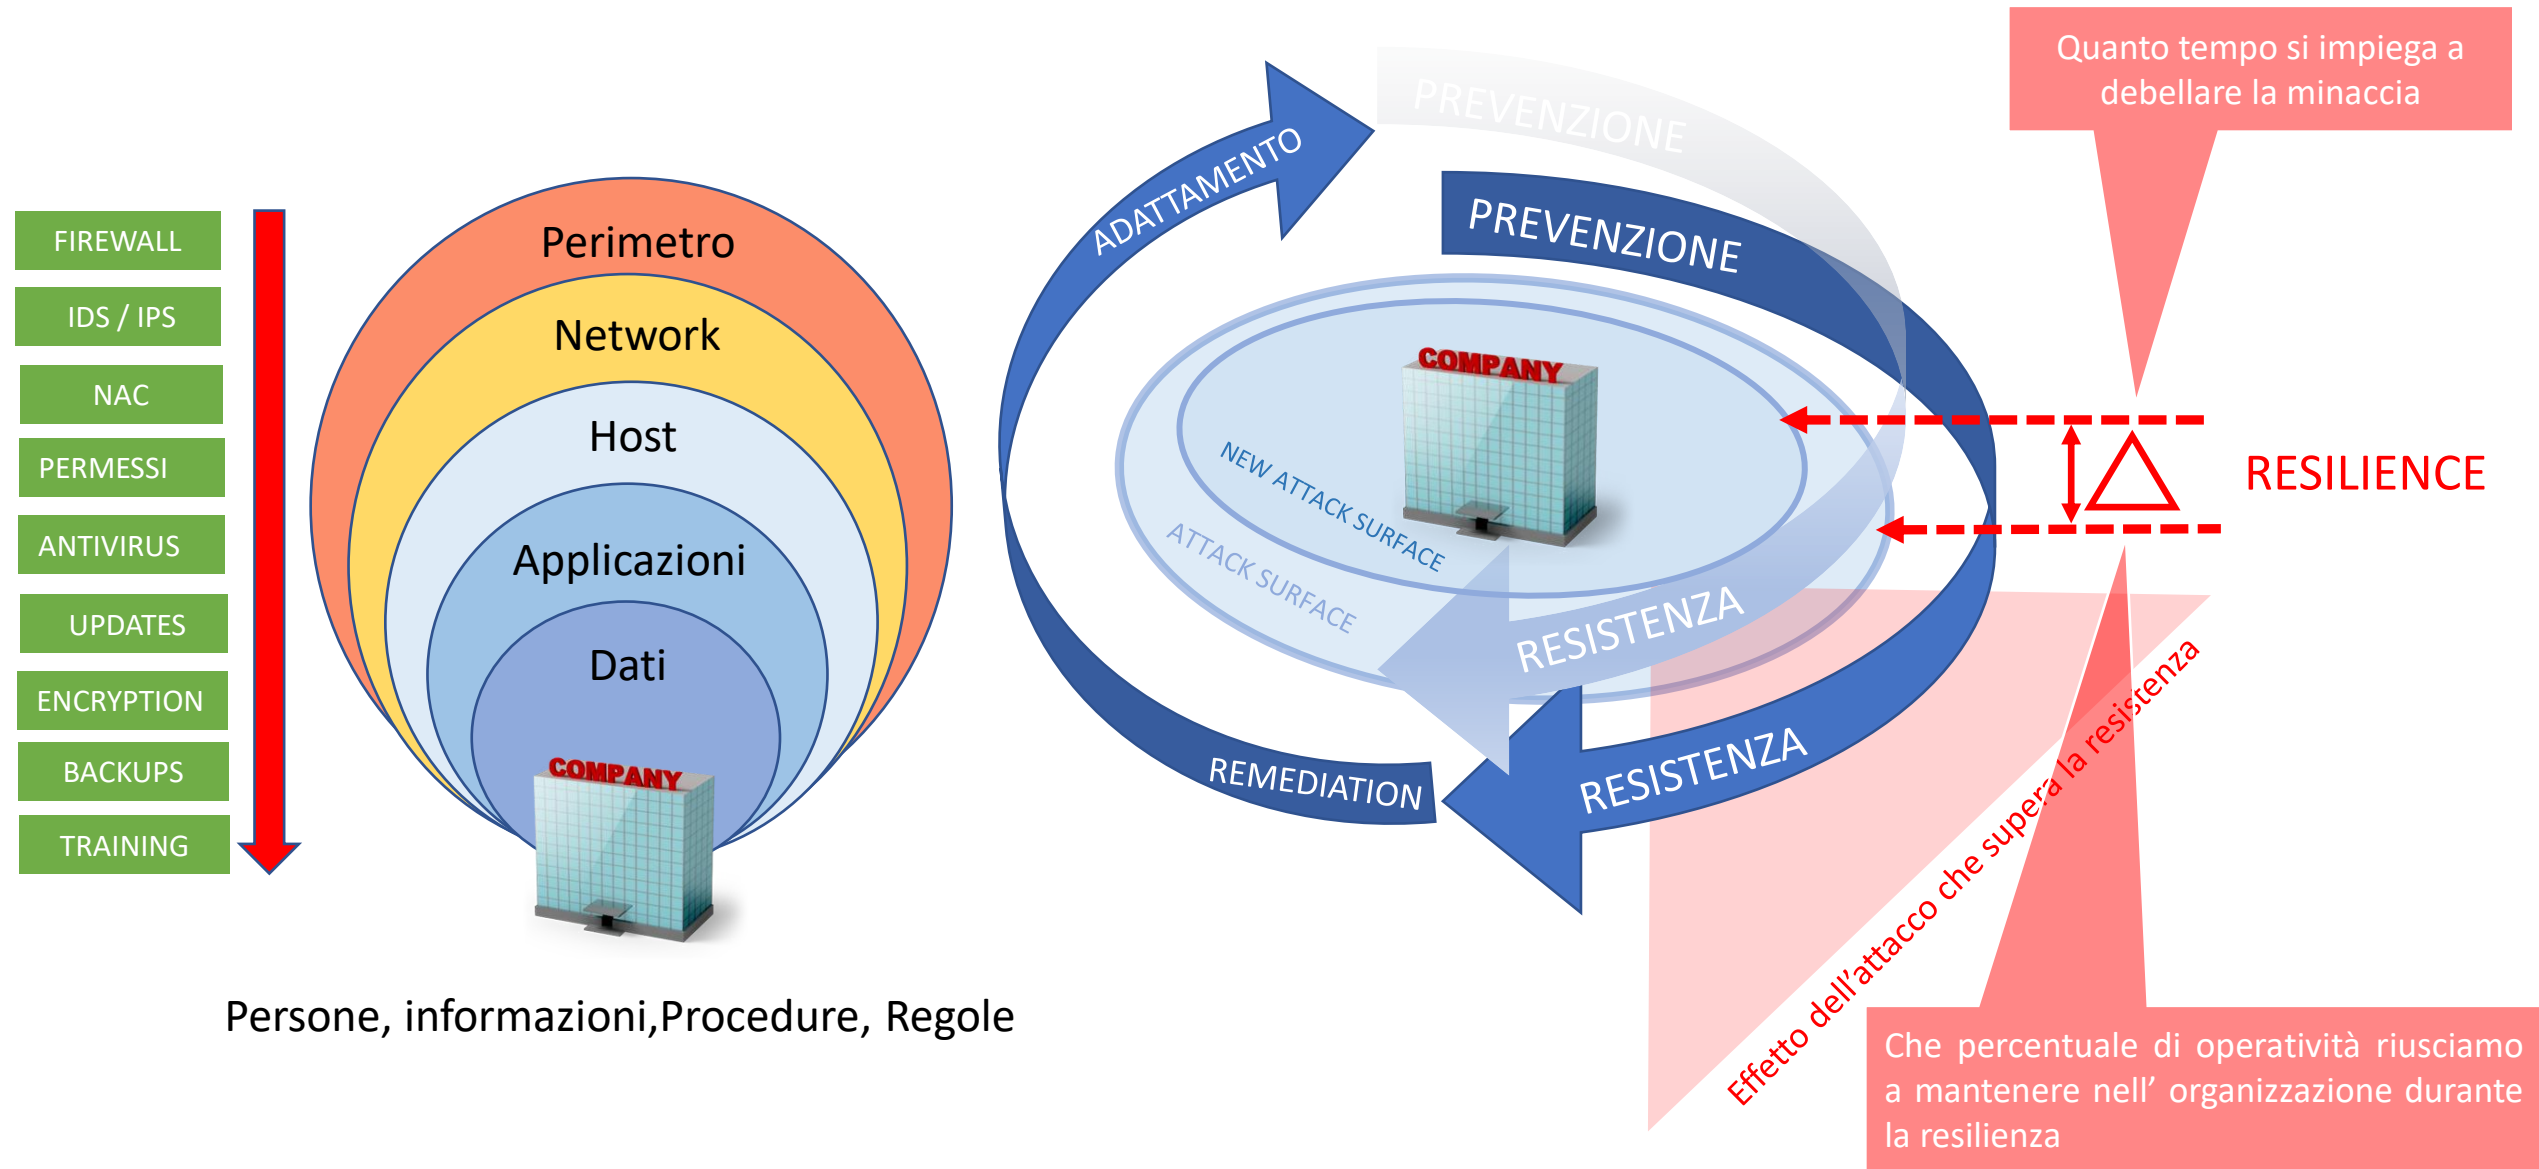 FIREWALL
IDS / IPS
NAC
PERMESSI
ANTIVIRUS
UPDATES
ENCRYPTION
BACKUPS
TRAINING
Perimetro
Network
Host
Applicazioni
Dati
COMPANY
Persone, informazioni,Procedure, Regole
ADATTAMENTO
PREVENZIONE
PREVENZIONE
COMPANY
NEW ATTACK SURFACE
ATTACK SURFACE
RESISTENZA
RESISTENZA
REMEDIATION
Quanto tempo si impiega a
debellare la minaccia
RESILIENCE
Effetto dell’attacco che supera la resistenza
Che percentuale di operatività riusciamo
a mantenere nell’ organizzazione durante
la resilienza